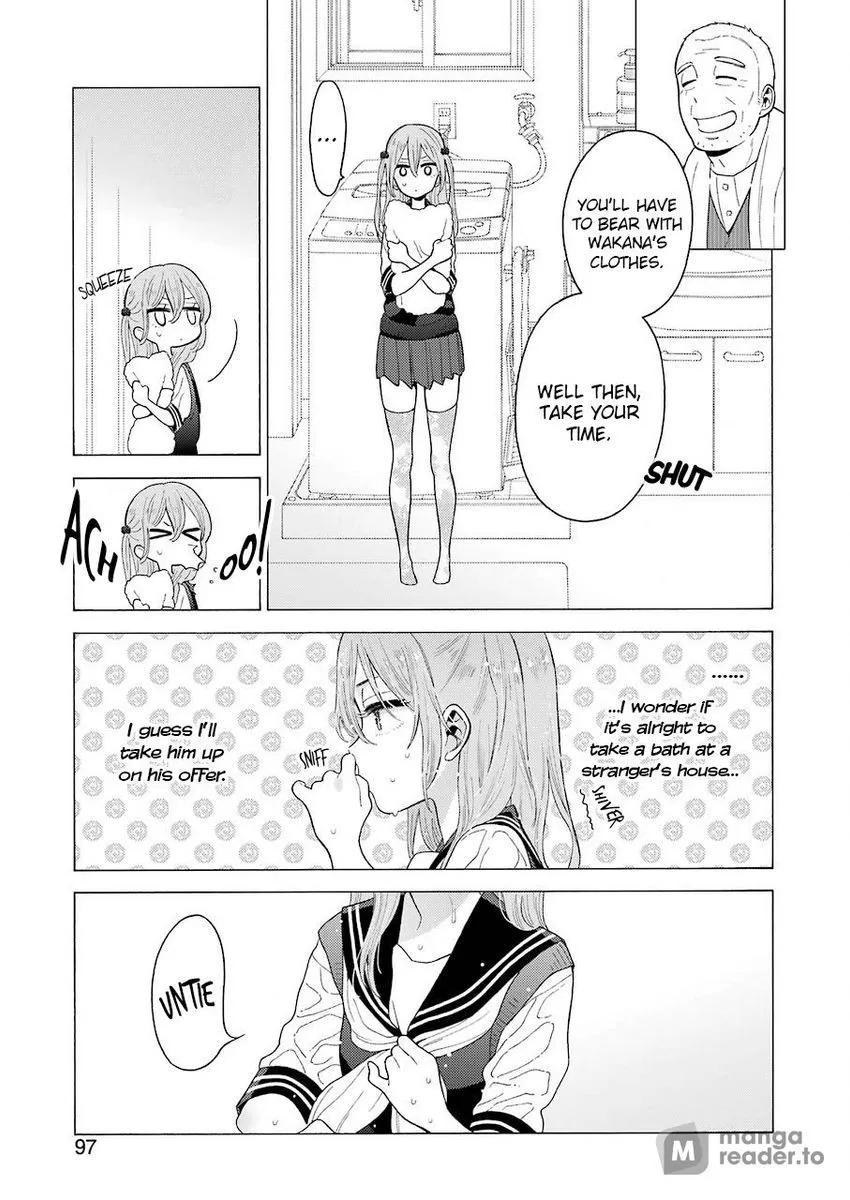 YOU'LL HAVE
TO BEAR WITH
WAKANA'S
CLOTHES.
WELL THEN,
TAKE YOUR
TIME.
SHUT
...
SQUEEZE
ACH
OO!
......
...I wonder if
it's alright to
take a bath at a
stranger's house...
SHIVER
SNIFF
I guess I'll
take him up
on his offer.
UNTIE
97
M manga
reader.to